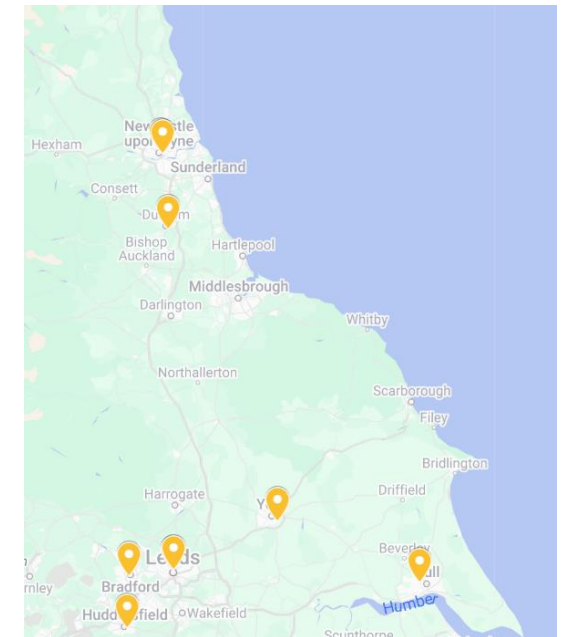 Hexham
Sunderland
Consett
Bishop
Auckland
Hartlepool
Middlesbrough
Darlington
Whitby
Northallerton
Scarborough
Filey
Bridlington
Harrogate
Driffield
Beverley
Bradford
Wakefield
Humber
Scunthorpe